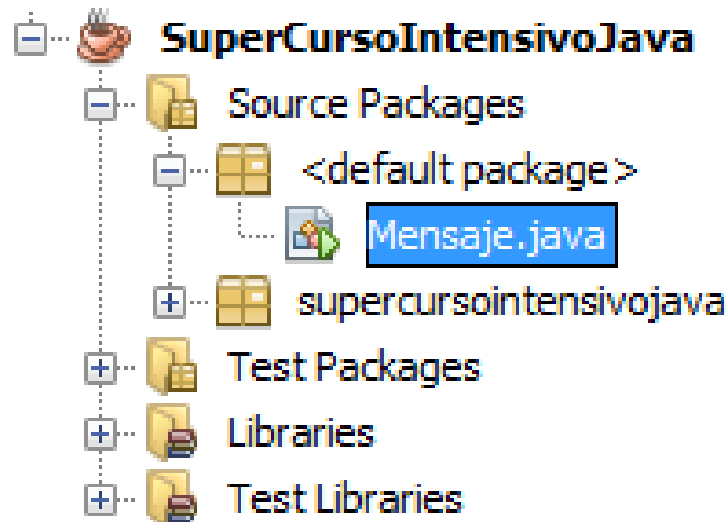 SuperCursoIntensivoJava
Source Packages
<default package>
Mensaje.java
supercursointensivojava
Test Packages
Libraries
Test Libraries